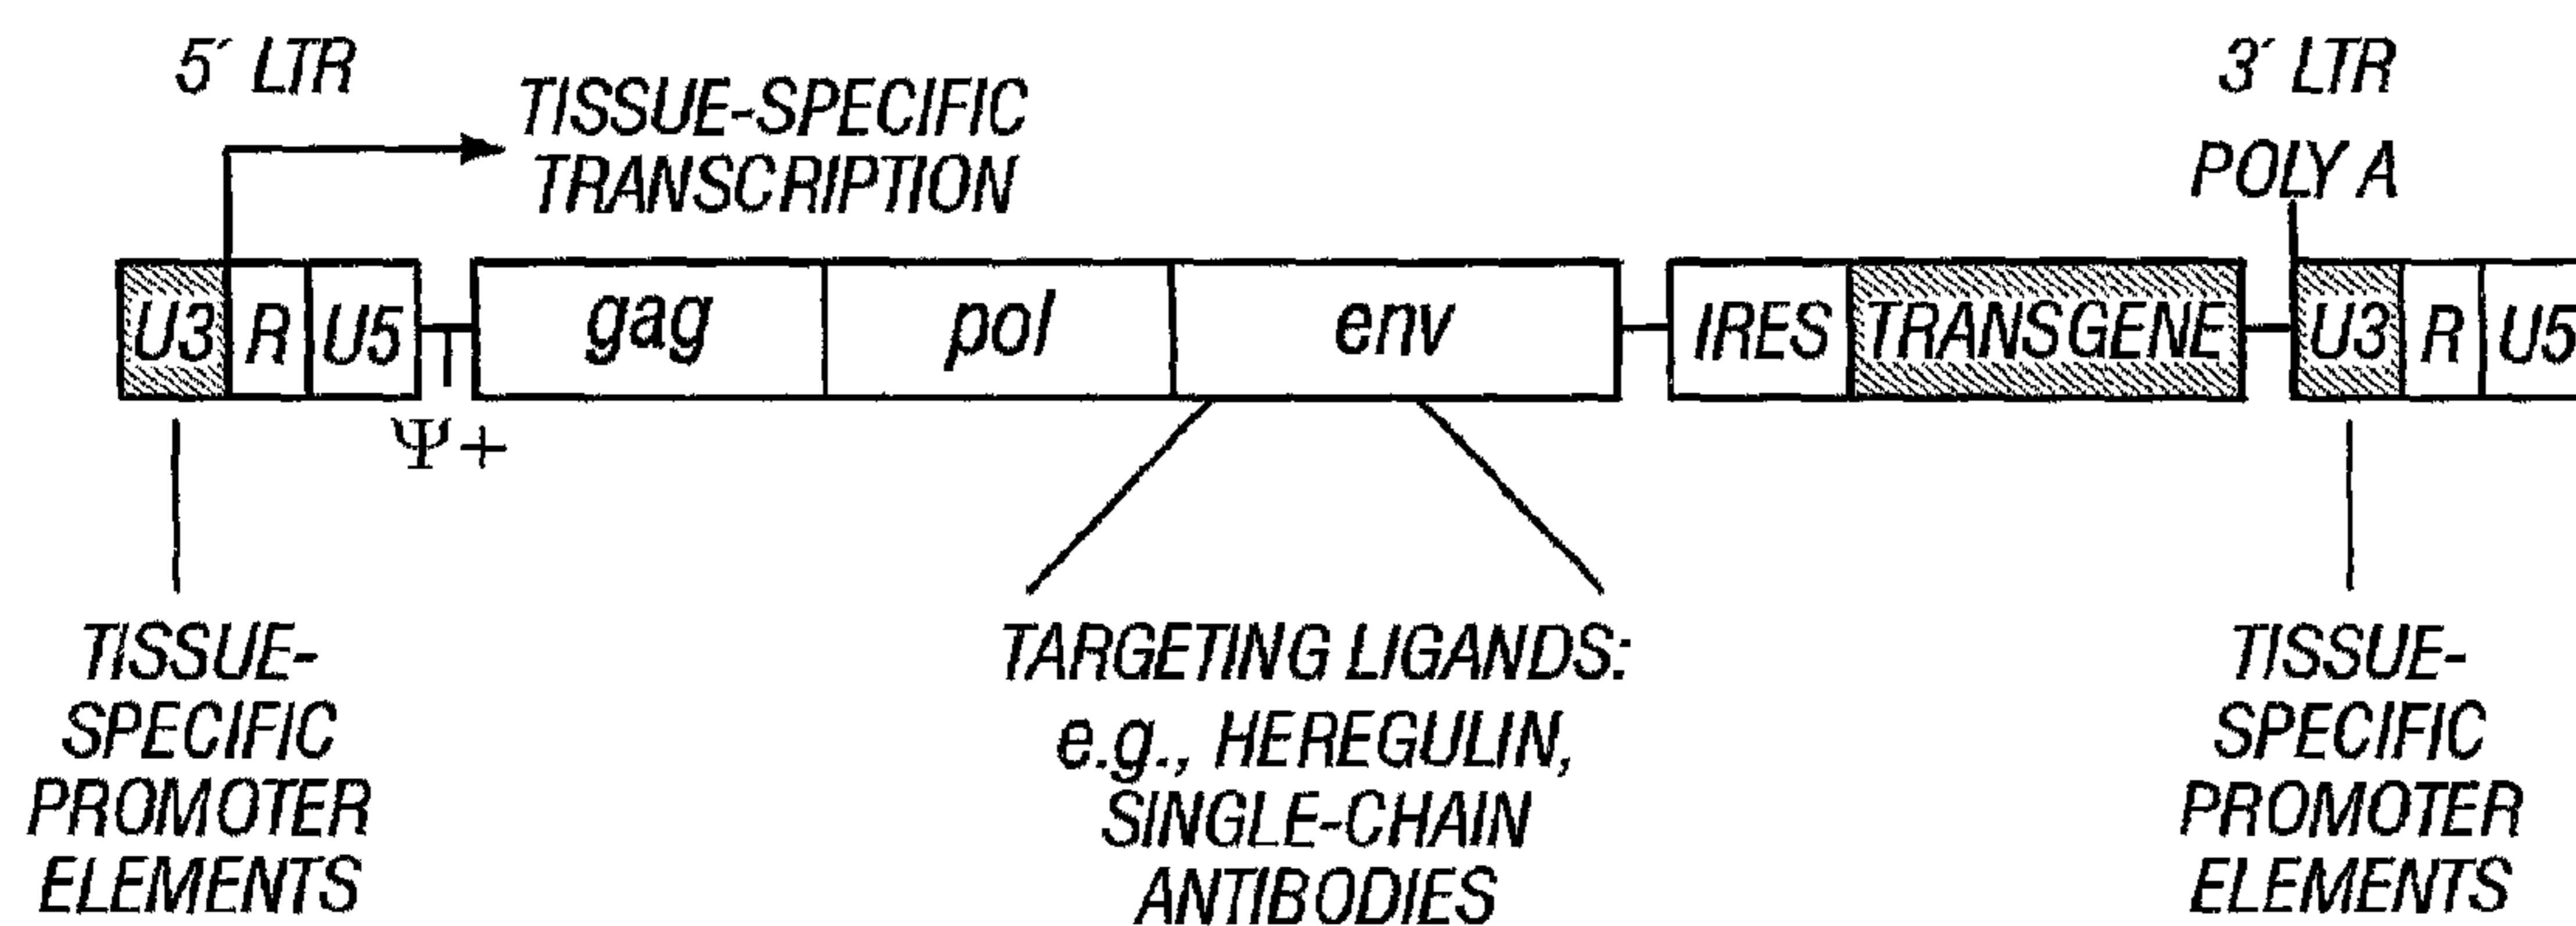 5´ LTR
TISSUE-SPECIFIC
TRANSCRIPTION
3´ LTR
POLY A
U3 R U5 gag pol env IRES TRANSGENE U3 R U5
Ψ+
TISSUE-
SPECIFIC
PROMOTER
ELEMENTS
TARGETING LIGANDS:
e.g., HEREGULIN,
SINGLE-CHAIN
ANTIBODIES
TISSUE-
SPECIFIC
PROMOTER
ELEMENTS